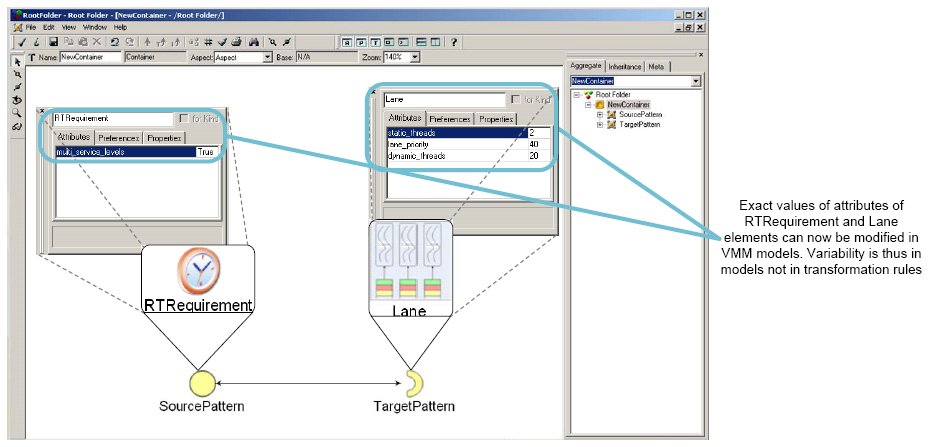 RootFolder - Root Folder - [NewContainer - /Root Folder/]
File Edit View Window Help
A P T
Name: NewContainer Container Aspect: Aspect Base: N/A Zoom: 140%
Aggregate Inheritance Meta
NewContainer
Root Folder
NewContainer
SourcePattern
TargetPattern
RTRequirement for Kind
Attributes Preferences Properties
multi_service_levels True
Lane for Kind
Attributes Preferences Properties
static_threads 2
lane_priority 40
dynamic_threads 20
RTRequirement
Lane
SourcePattern
TargetPattern
Exact values of attributes of
RTRequirement and Lane
elements can now be modified in
VMM models. Variability is thus in
models not in transformation rules